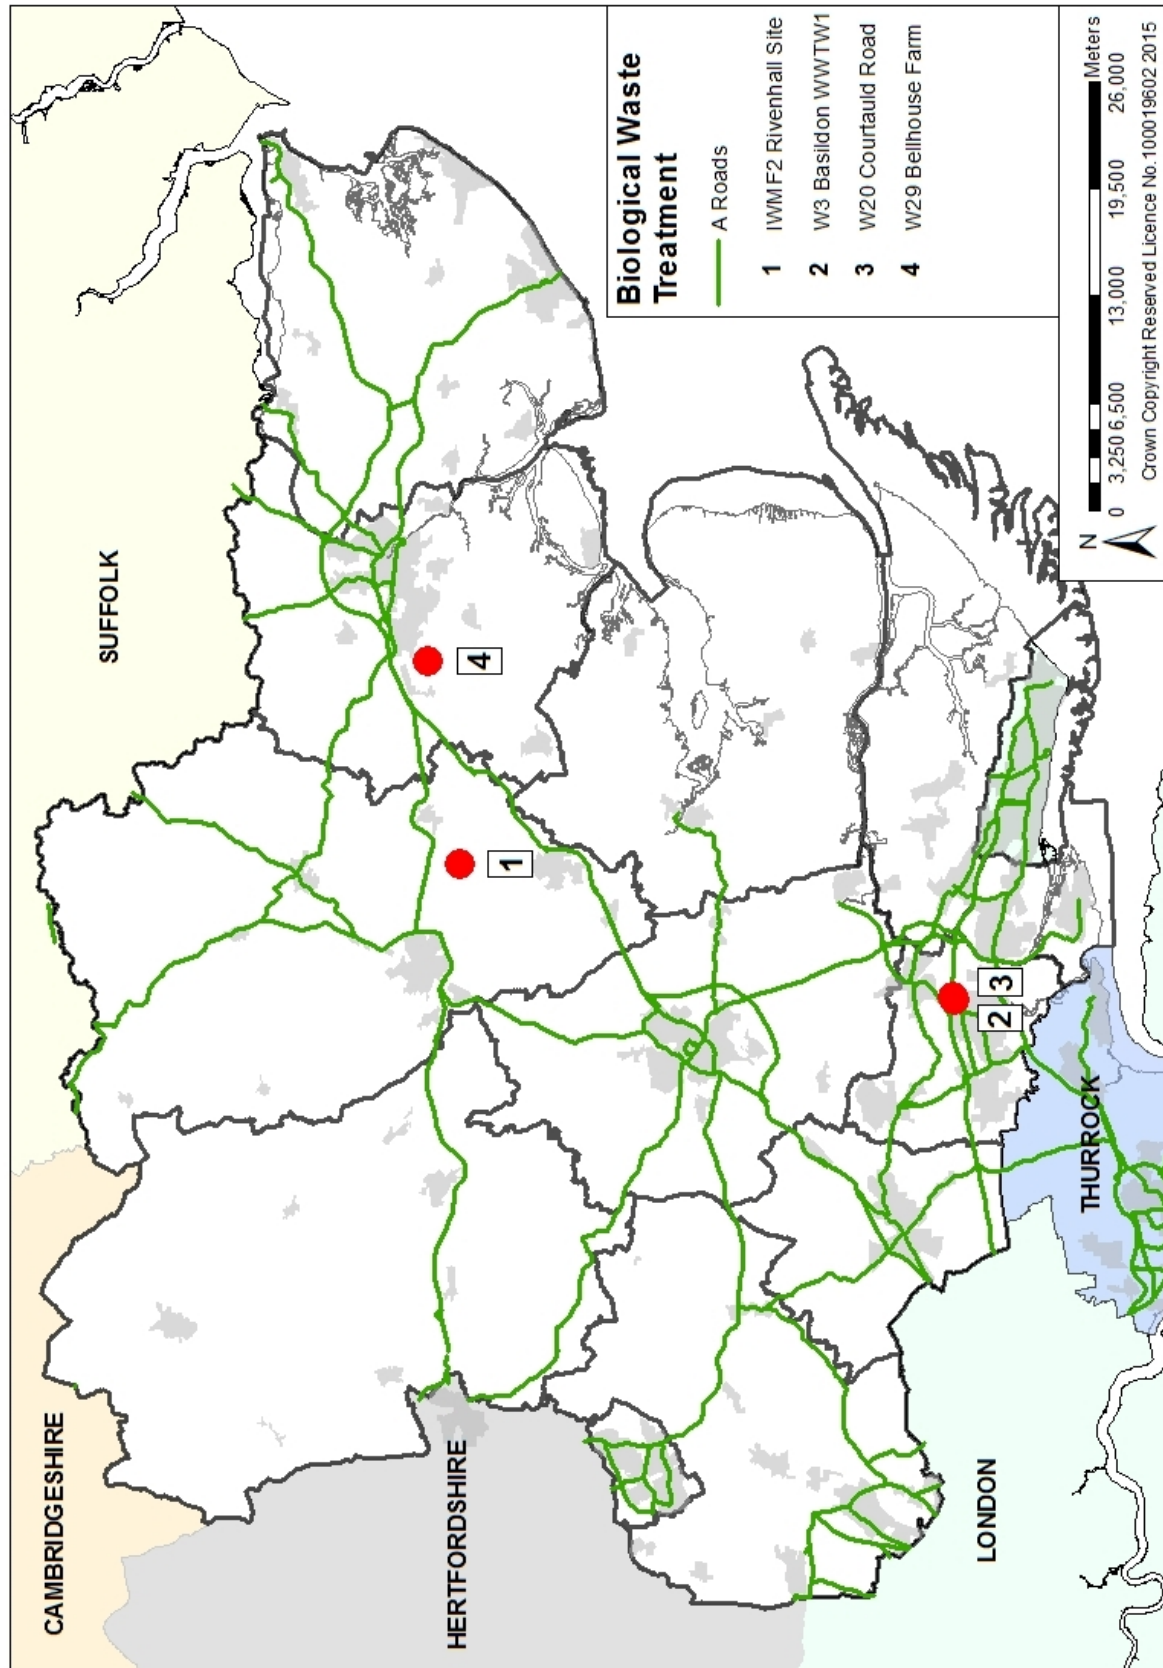 CAMBRIDGESHIRE
SUFFOLK
HERTFORDSHIRE
LONDON
THURROCK
1
4
2
3
Biological Waste
Treatment
A Roads
1 IWMF2 Rivenhall Site
2 W3 Basildon WWTW1
3 W20 Courtauld Road
4 W29 Bellhouse Farm
N
0 3,250 6,500 13,000 19,500 26,000
Meters
Crown Copyright Reserved Licence No.1000019602 2015